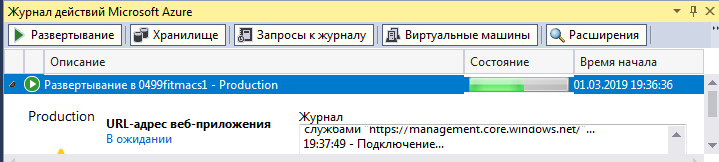 Журнал действий Microsoft Azure
Развертывание Хранилище Запросы к журналу Виртуальные машины Расширения
Описание Состояние Время начала
Развертывание в 0499fitmacs1 - Production 01.03.2019 19:36:36
Production
URL-адрес веб-приложения
В ожидании
Журнал
службами "https://management.core.windows.net/"...
19:37:49 - Подключение...